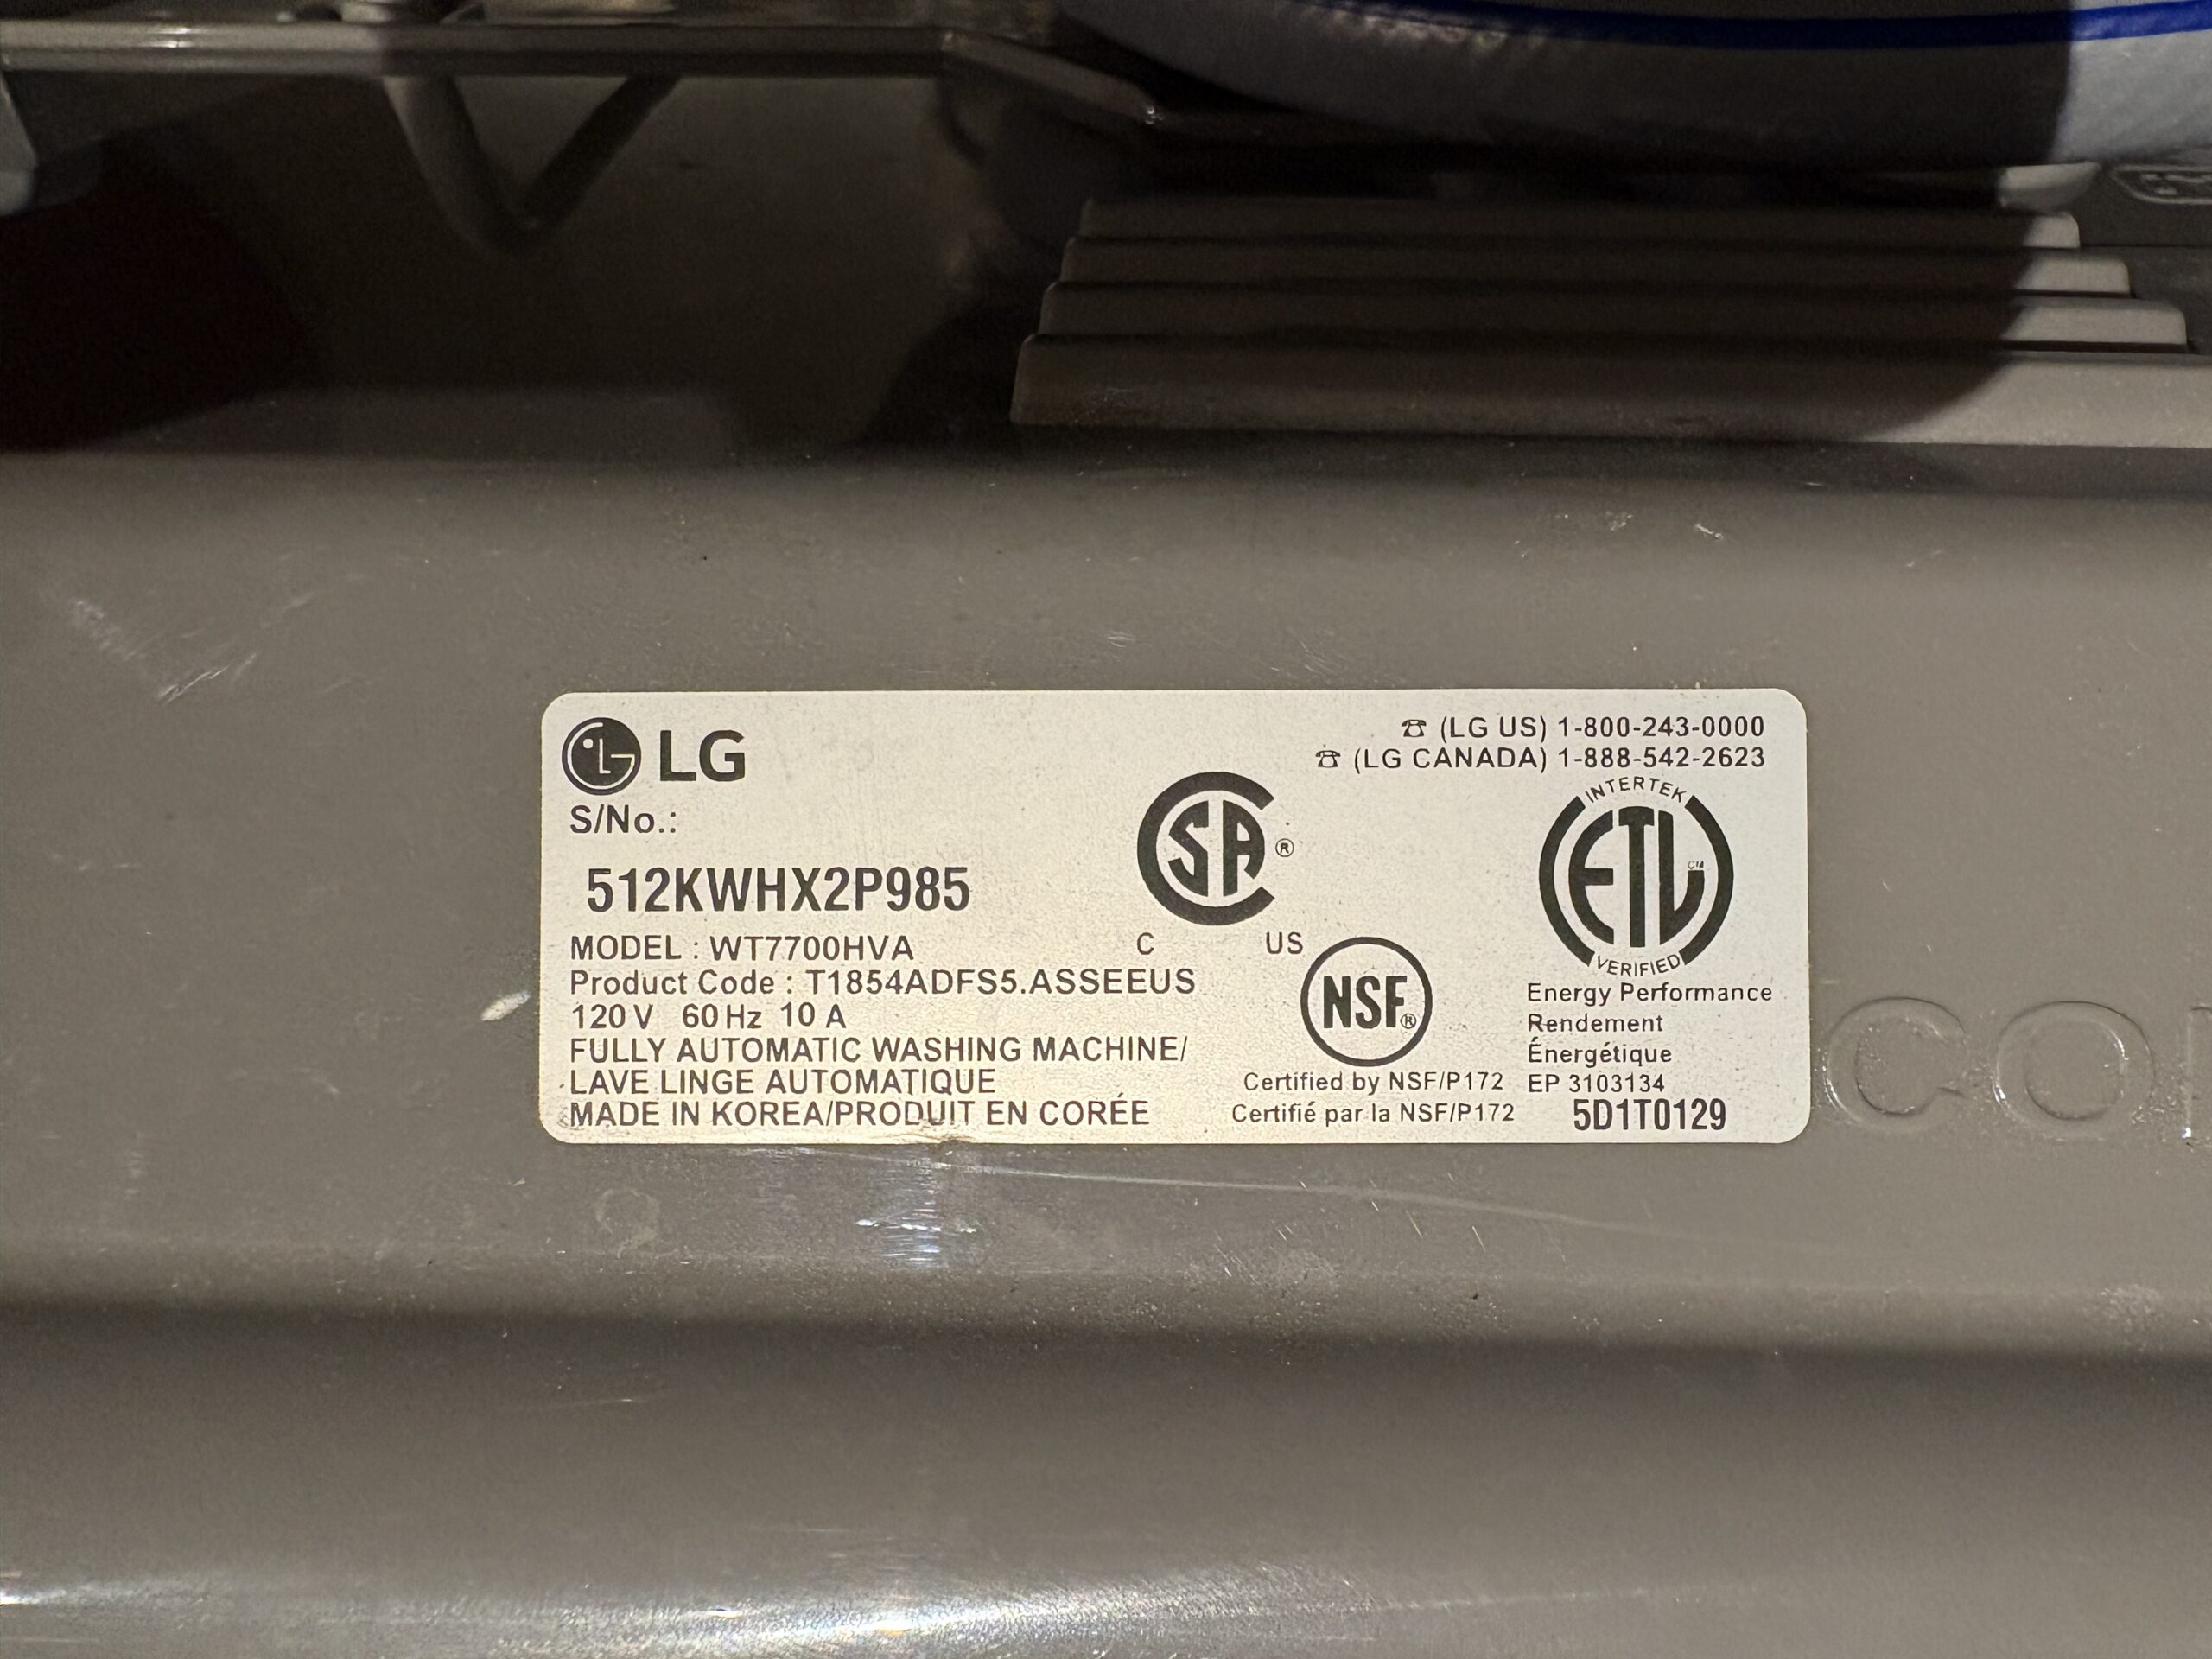 LG
☎ (LG US) 1-800-243-0000
☎ (LG CANADA) 1-888-542-2623
S/No.:
512KWHX2P985
MODEL : WT7700HVA
Product Code : T1854ADFS5.ASSEEUS
120 V 60 Hz 10 A
FULLY AUTOMATIC WASHING MACHINE/
LAVE LINGE AUTOMATIQUE
MADE IN KOREA/PRODUIT EN CORÉE
CSA®
C US
NSF®
Certified by NSF/P172
Certifié par la NSF/P172
INTERTEK
ETL CM
VERIFIED
Energy Performance
Rendement
Énergétique
EP 3103134
5D1T0129